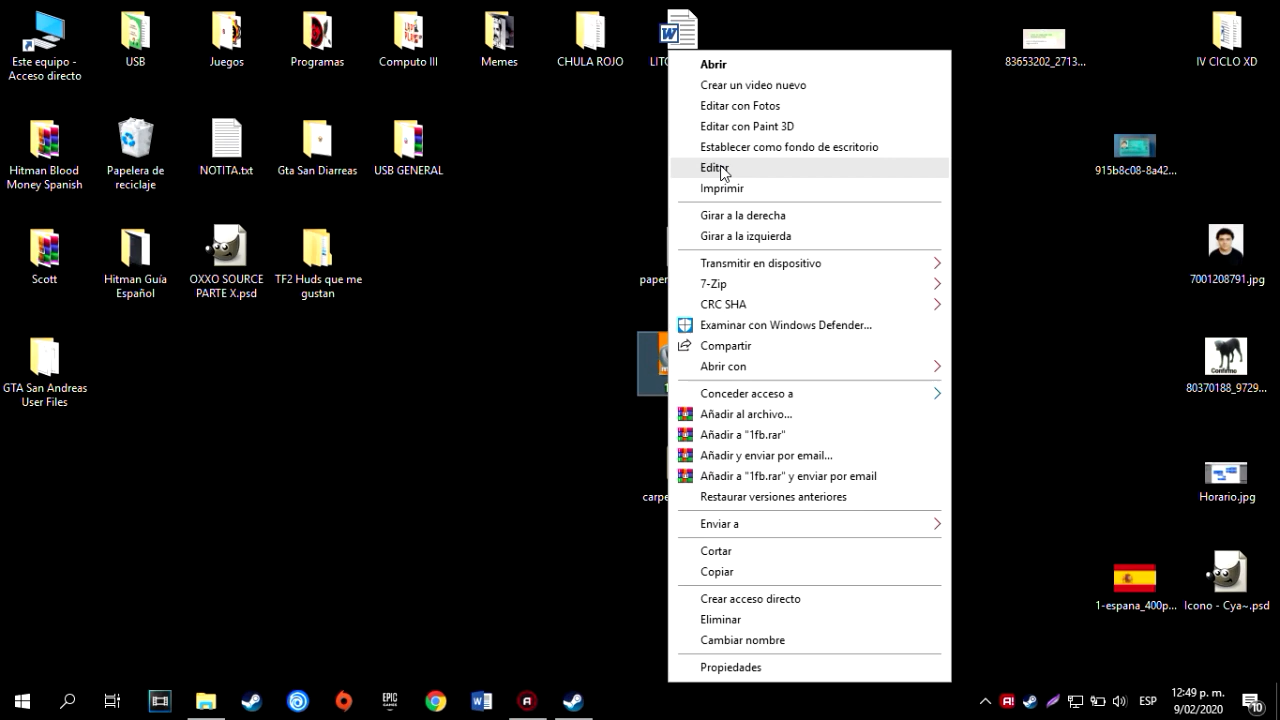 Este equipo -
Acceso directo
USB
Juegos
Programas
Computo III
Memes
CHULA ROJO
83653202_2713...
IV CICLO XD
Hitman Blood
Money Spanish
Papelera de
reciclaje
NOTITA.txt
Gta San Diarreas
USB GENERAL
915b8c08-8a42...
Scott
Hitman Guía
Español
OXXO SOURCE
PARTE X.psd
TF2 Huds que me
gustan
7001208791.jpg
GTA San Andreas
User Files
Confirmo
80370188_9729...
Horario.jpg
1-espana_400p...
Icono - Cya~.psd
Abrir
Crear un video nuevo
Editar con Fotos
Editar con Paint 3D
Establecer como fondo de escritorio
Editar
Imprimir
Girar a la derecha
Girar a la izquierda
Transmitir en dispositivo
7-Zip
CRC SHA
Examinar con Windows Defender...
Compartir
Abrir con
Conceder acceso a
Añadir al archivo...
Añadir a "1fb.rar"
Añadir y enviar por email...
Añadir a "1fb.rar" y enviar por email
Restaurar versiones anteriores
Enviar a
Cortar
Copiar
Crear acceso directo
Eliminar
Cambiar nombre
Propiedades
EPIC
GAMES
ESP
12:49 p. m.
9/02/2020
10